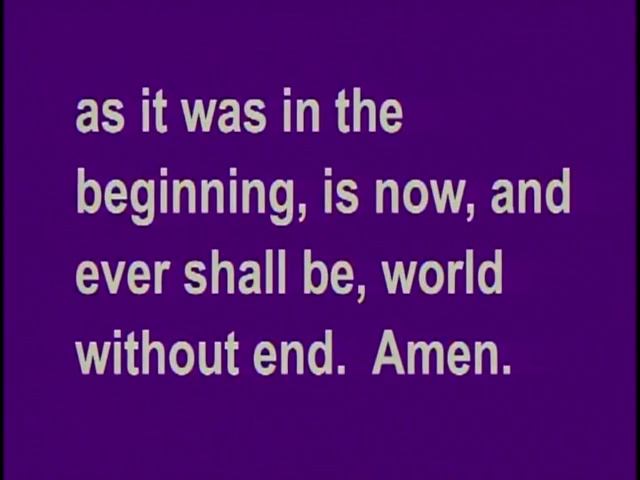 as it was in the
beginning, is now, and
ever shall be, world
without end.  Amen.